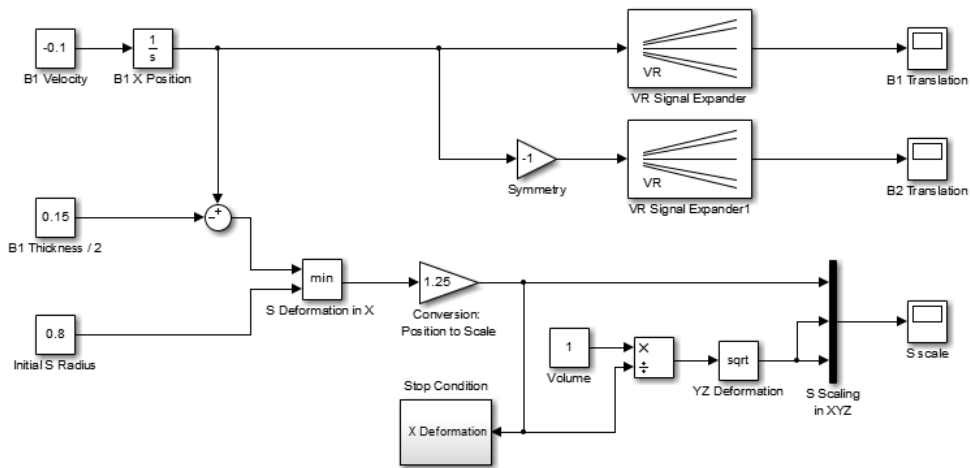 -0.1
B1 Velocity
1
s
B1 X Position
VR
VR Signal Expander
B1 Translation
-1
Symmetry
VR
VR Signal Expander1
B2 Translation
0.15
B1 Thickness / 2
−
+
min
S Deformation in X
1.25
Conversion:
Position to Scale
0.8
Initial S Radius
1
Volume
×
÷
sqrt
YZ Deformation
S Scaling
in XYZ
S scale
Stop Condition
X Deformation